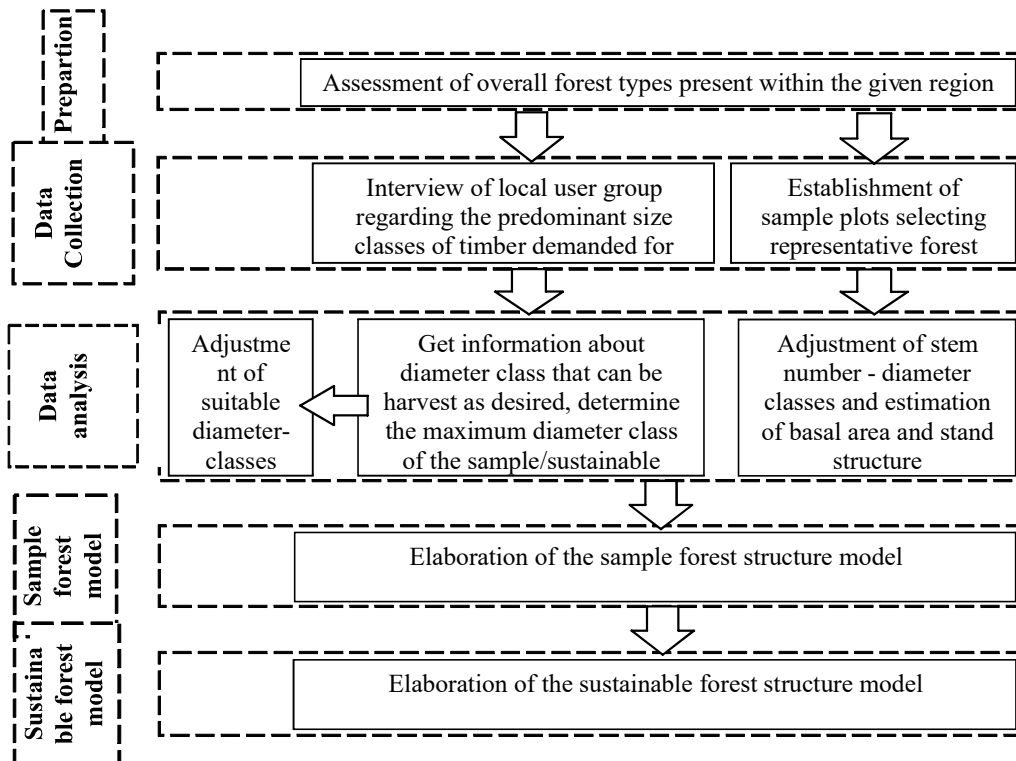 Prepartion
Assessment of overall forest types present within the given region
Data
Collection
Interview of local user group
regarding the predominant size
classes of timber demanded for
Establishment of
sample plots selecting
representative forest
Data
analysis
Adjustme
nt of
suitable
diameter-
classes
Get information about
diameter class that can be
harvest as desired, determine
the maximum diameter class
of the sample/sustainable
Adjustment of stem
number - diameter
classes and estimation
of basal area and stand
structure
Sample
forest
model
Elaboration of the sample forest structure model
Sustaina
ble forest
model
Elaboration of the sustainable forest structure model